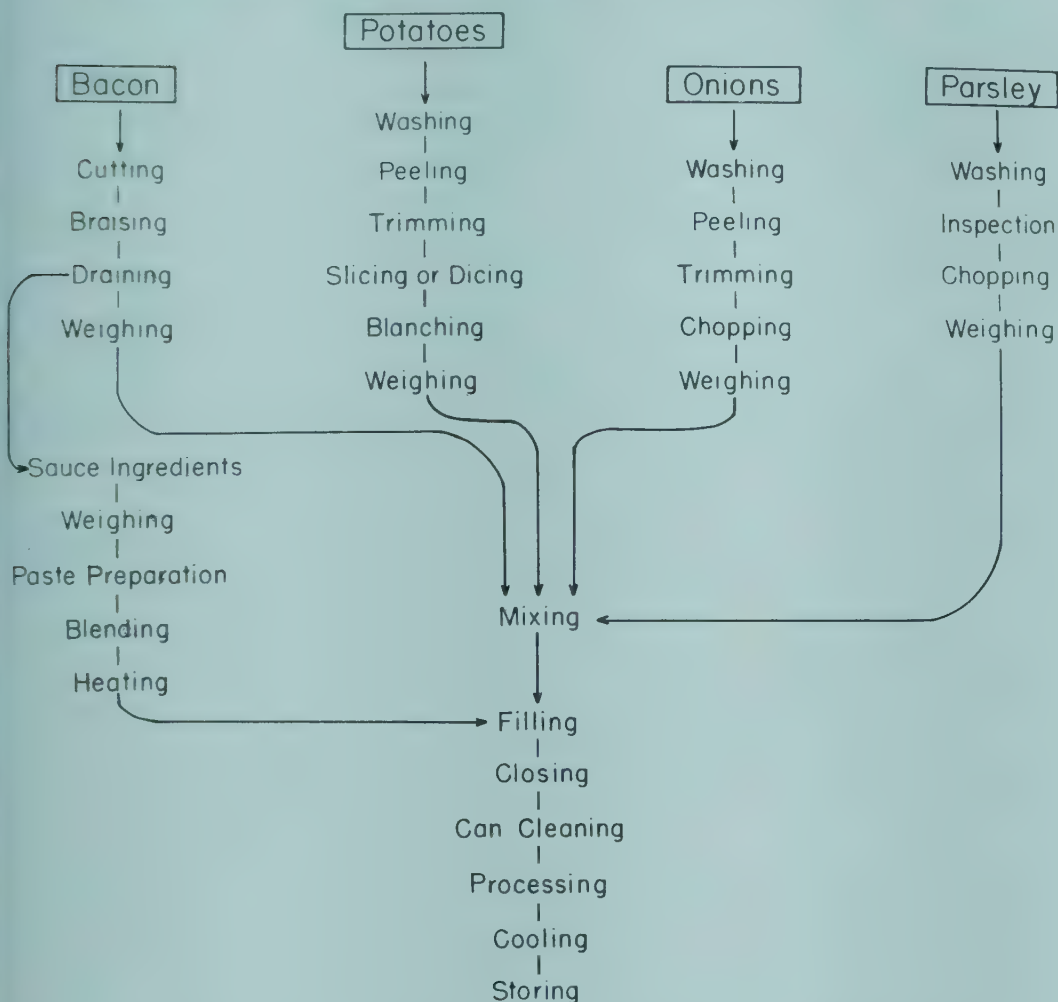 Potatoes
Washing
Peeling
Trimming
Slicing or Dicing
Blanching
Weighing
Bacon
Cutting
Braising
Draining
Weighing
Sauce Ingredients
Weighing
Paste Preparation
Blending
Heating
Onions
Washing
Peeling
Trimming
Chopping
Weighing
Parsley
Washing
Inspection
Chopping
Weighing
Mixing
Filling
Closing
Can Cleaning
Processing
Cooling
Storing